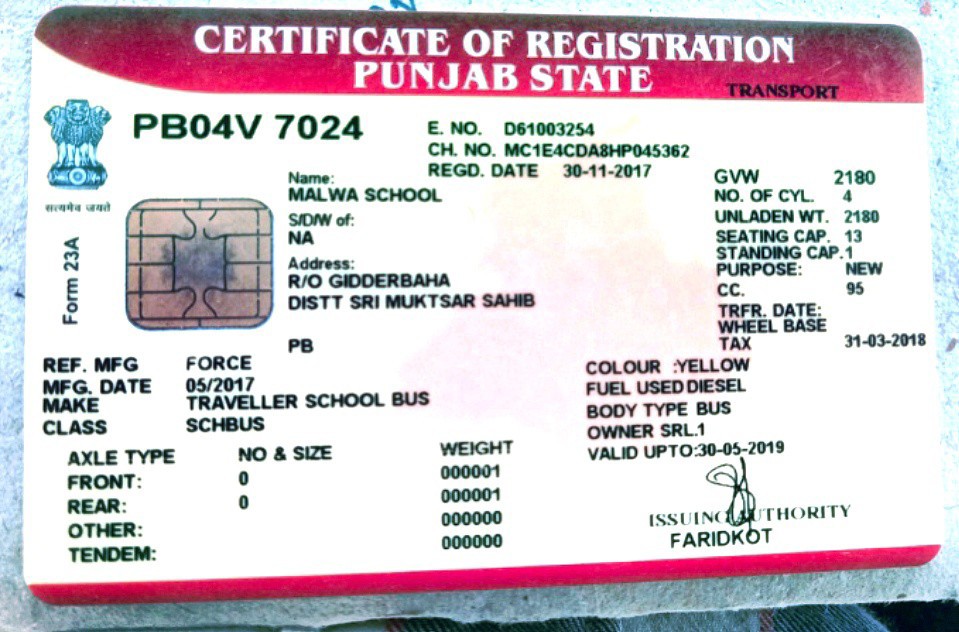 CERTIFICATE OF REGISTRATION
PUNJAB STATE
TRANSPORT
PB04V 7024
E. NO. D61003254
CH. NO. MC1E4CDA8HP045362
REGD. DATE 30-11-2017
सत्यमेव जयते
Form 23A
Name:
MALWA SCHOOL
S/D/W of:
NA
Address:
R/O GIDDERBAHA
DISTT SRI MUKTSAR SAHIB
PB
GVW 2180
NO. OF CYL. 4
UNLADEN WT. 2180
SEATING CAP. 13
STANDING CAP.1
PURPOSE: NEW
CC. 95
TRFR. DATE:
WHEEL BASE
TAX 31-03-2018
REF. MFG FORCE
MFG. DATE 05/2017
MAKE TRAVELLER SCHOOL BUS
CLASS SCHBUS
COLOUR :YELLOW
FUEL USED DIESEL
BODY TYPE BUS
OWNER SRL.1
VALID UPTO:30-05-2019
AXLE TYPE NO & SIZE WEIGHT
FRONT: 0 000001
REAR: 0 000001
OTHER: 000000
TENDEM: 000000
ISSUING AUTHORITY
FARIDKOT